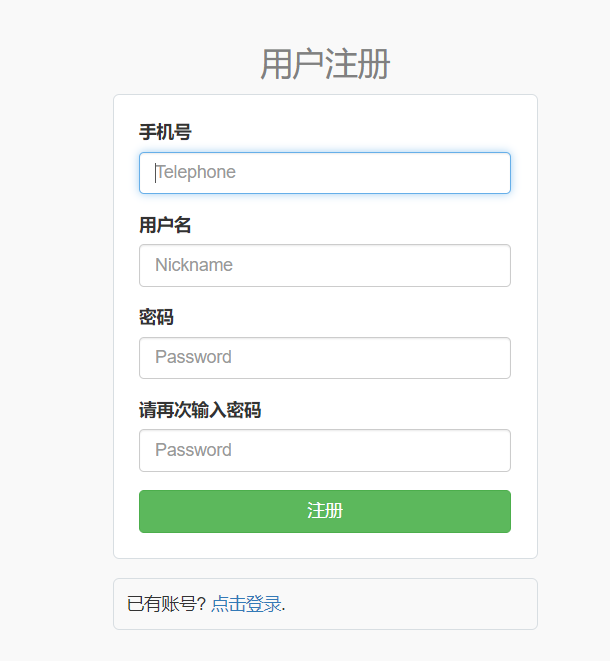 用户注册
手机号
Telephone
用户名
Nickname
密码
Password
请再次输入密码
Password
注册
已有账号? 点击登录.